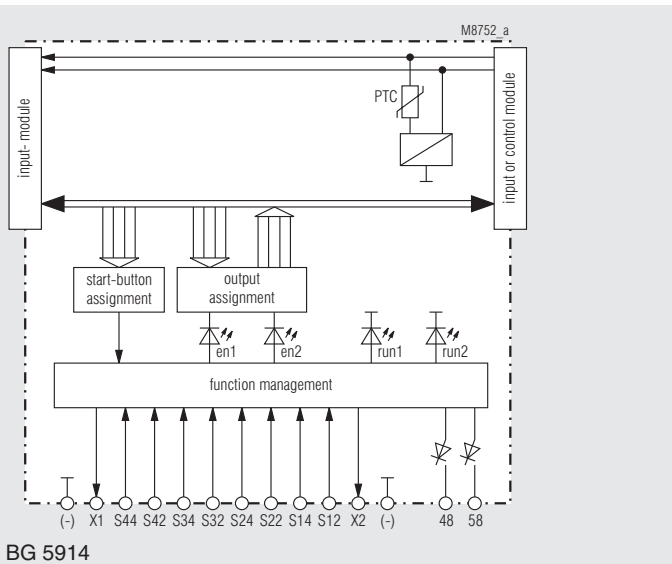 M8752_a
input- module
PTC
input or control module
start-button
assignment
output
assignment
en1
en2
run1
run2
function management
(-) X1 S44 S42 S34 S32 S24 S22 S14 S12 X2 (-) 48 58
BG 5914